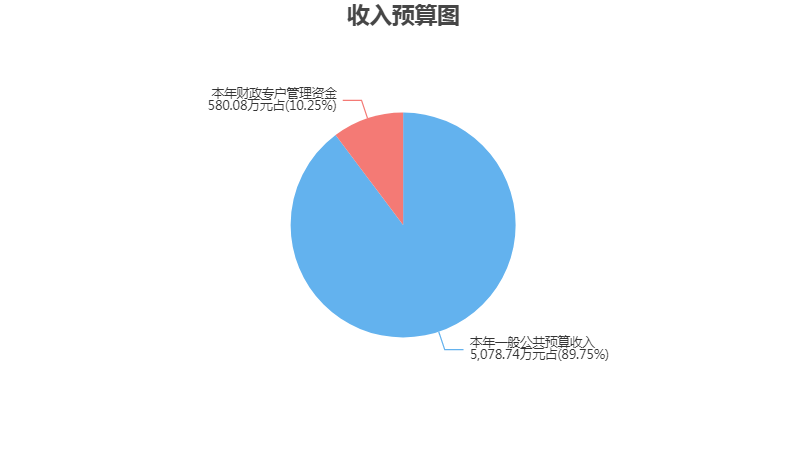 收入预算图
本年财政专户管理资金
580.08万元占(10.25%)
本年一般公共预算收入
5,078.74万元占(89.75%)